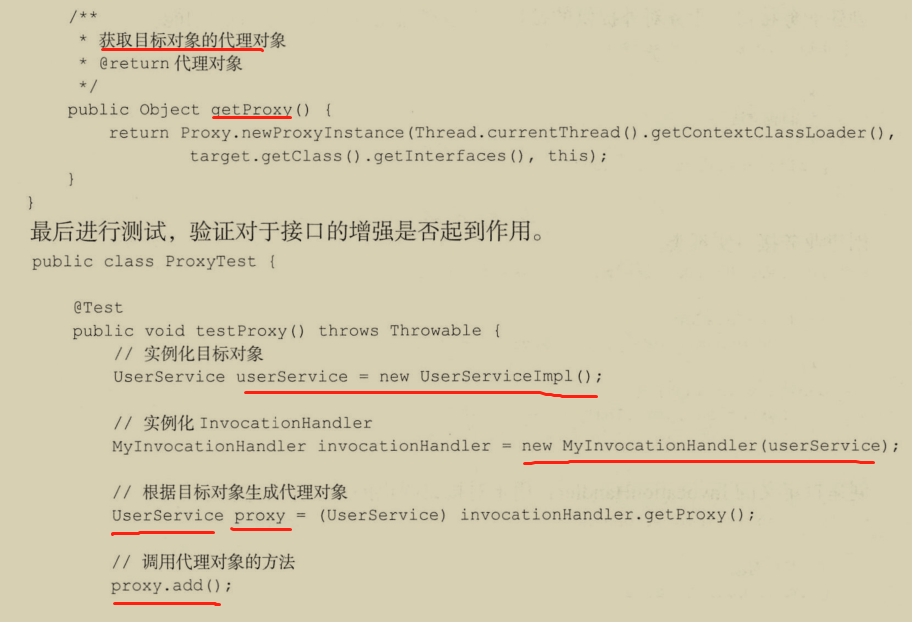 /**
* 获取目标对象的代理对象
* @return 代理对象
*/
public Object getProxy() {
return Proxy.newProxyInstance(Thread.currentThread().getContextClassLoader(),
target.getClass().getInterfaces(), this);
}
}
最后进行测试，验证对于接口的增强是否起到作用。
public class ProxyTest {
@Test
public void testProxy() throws Throwable {
// 实例化目标对象
UserService userService = new UserServiceImpl();
// 实例化 InvocationHandler
MyInvocationHandler invocationHandler = new MyInvocationHandler(userService);
// 根据目标对象生成代理对象
UserService proxy = (UserService) invocationHandler.getProxy();
// 调用代理对象的方法
proxy.add();